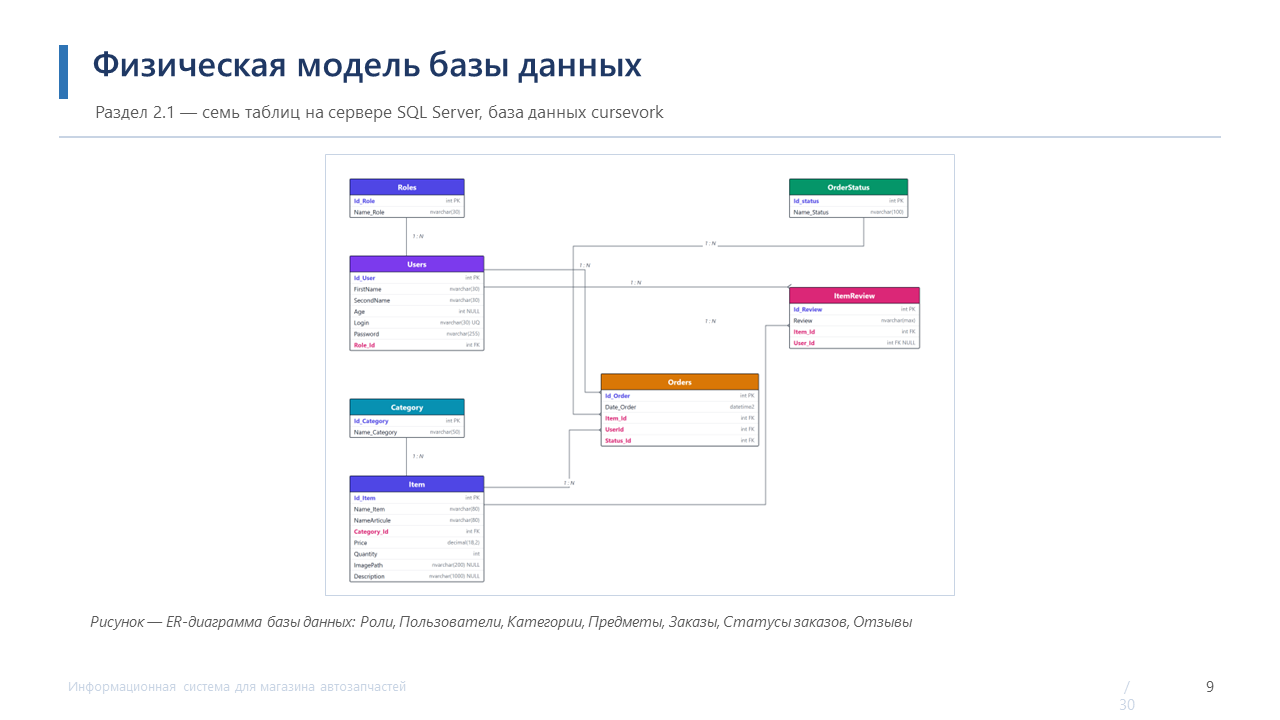 Физическая модель базы данных
Раздел 2.1 — семь таблиц на сервере SQL Server, база данных cursevork
Roles
Id_Role int PK
Name_Role nvarchar(30)
1 : N
Users
Id_User int PK
FirstName nvarchar(30)
SecondName nvarchar(30)
Age int NULL
Login nvarchar(30) UQ
Password nvarchar(255)
Role_Id int FK
OrderStatus
Id_status int PK
Name_Status nvarchar(100)
1 : N
1 : N
1 : N
ItemReview
Id_Review int PK
Review nvarchar(max)
Item_Id int FK
User_Id int FK NULL
1 : N
Orders
Id_Order int PK
Date_Order datetime2
Item_Id int FK
UserId int FK
Status_Id int FK
Category
Id_Category int PK
Name_Category nvarchar(50)
1 : N
Item
Id_Item int PK
Name_Item nvarchar(80)
NameArticule nvarchar(80)
Category_Id int FK
Price decimal(18,2)
Quantity int
ImagePath nvarchar(200) NULL
Description nvarchar(1000) NULL
1 : N
Рисунок — ER-диаграмма базы данных: Роли, Пользователи, Категории, Предметы, Заказы, Статусы заказов, Отзывы
Информационная система для магазина автозапчастей
/
30
9